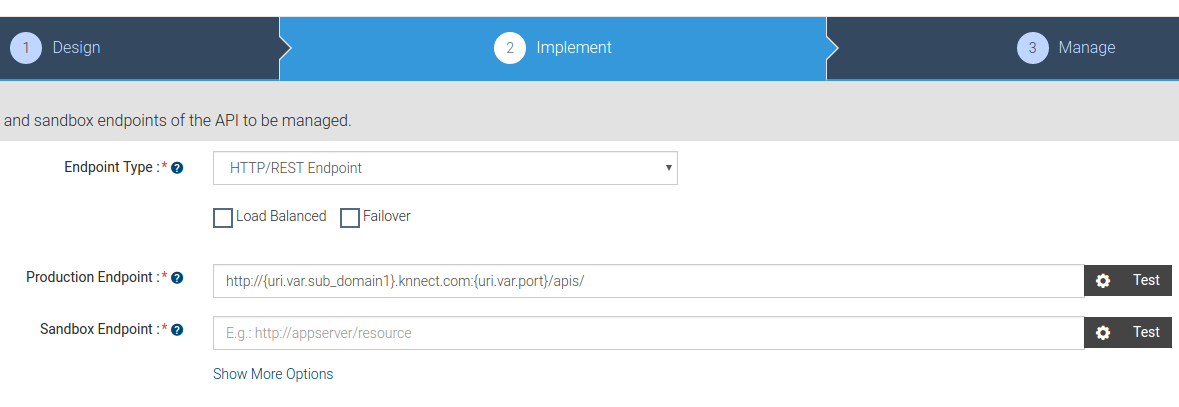 1 Design 2 Implement 3 Manage
and sandbox endpoints of the API to be managed.
Endpoint Type : * ? HTTP/REST Endpoint
Load Balanced Failover
Production Endpoint : * ? http://{uri.var.sub_domain1}.knnect.com:{uri.var.port}/apis/ Test
Sandbox Endpoint : * ? E.g.: http://appserver/resource Test
Show More Options